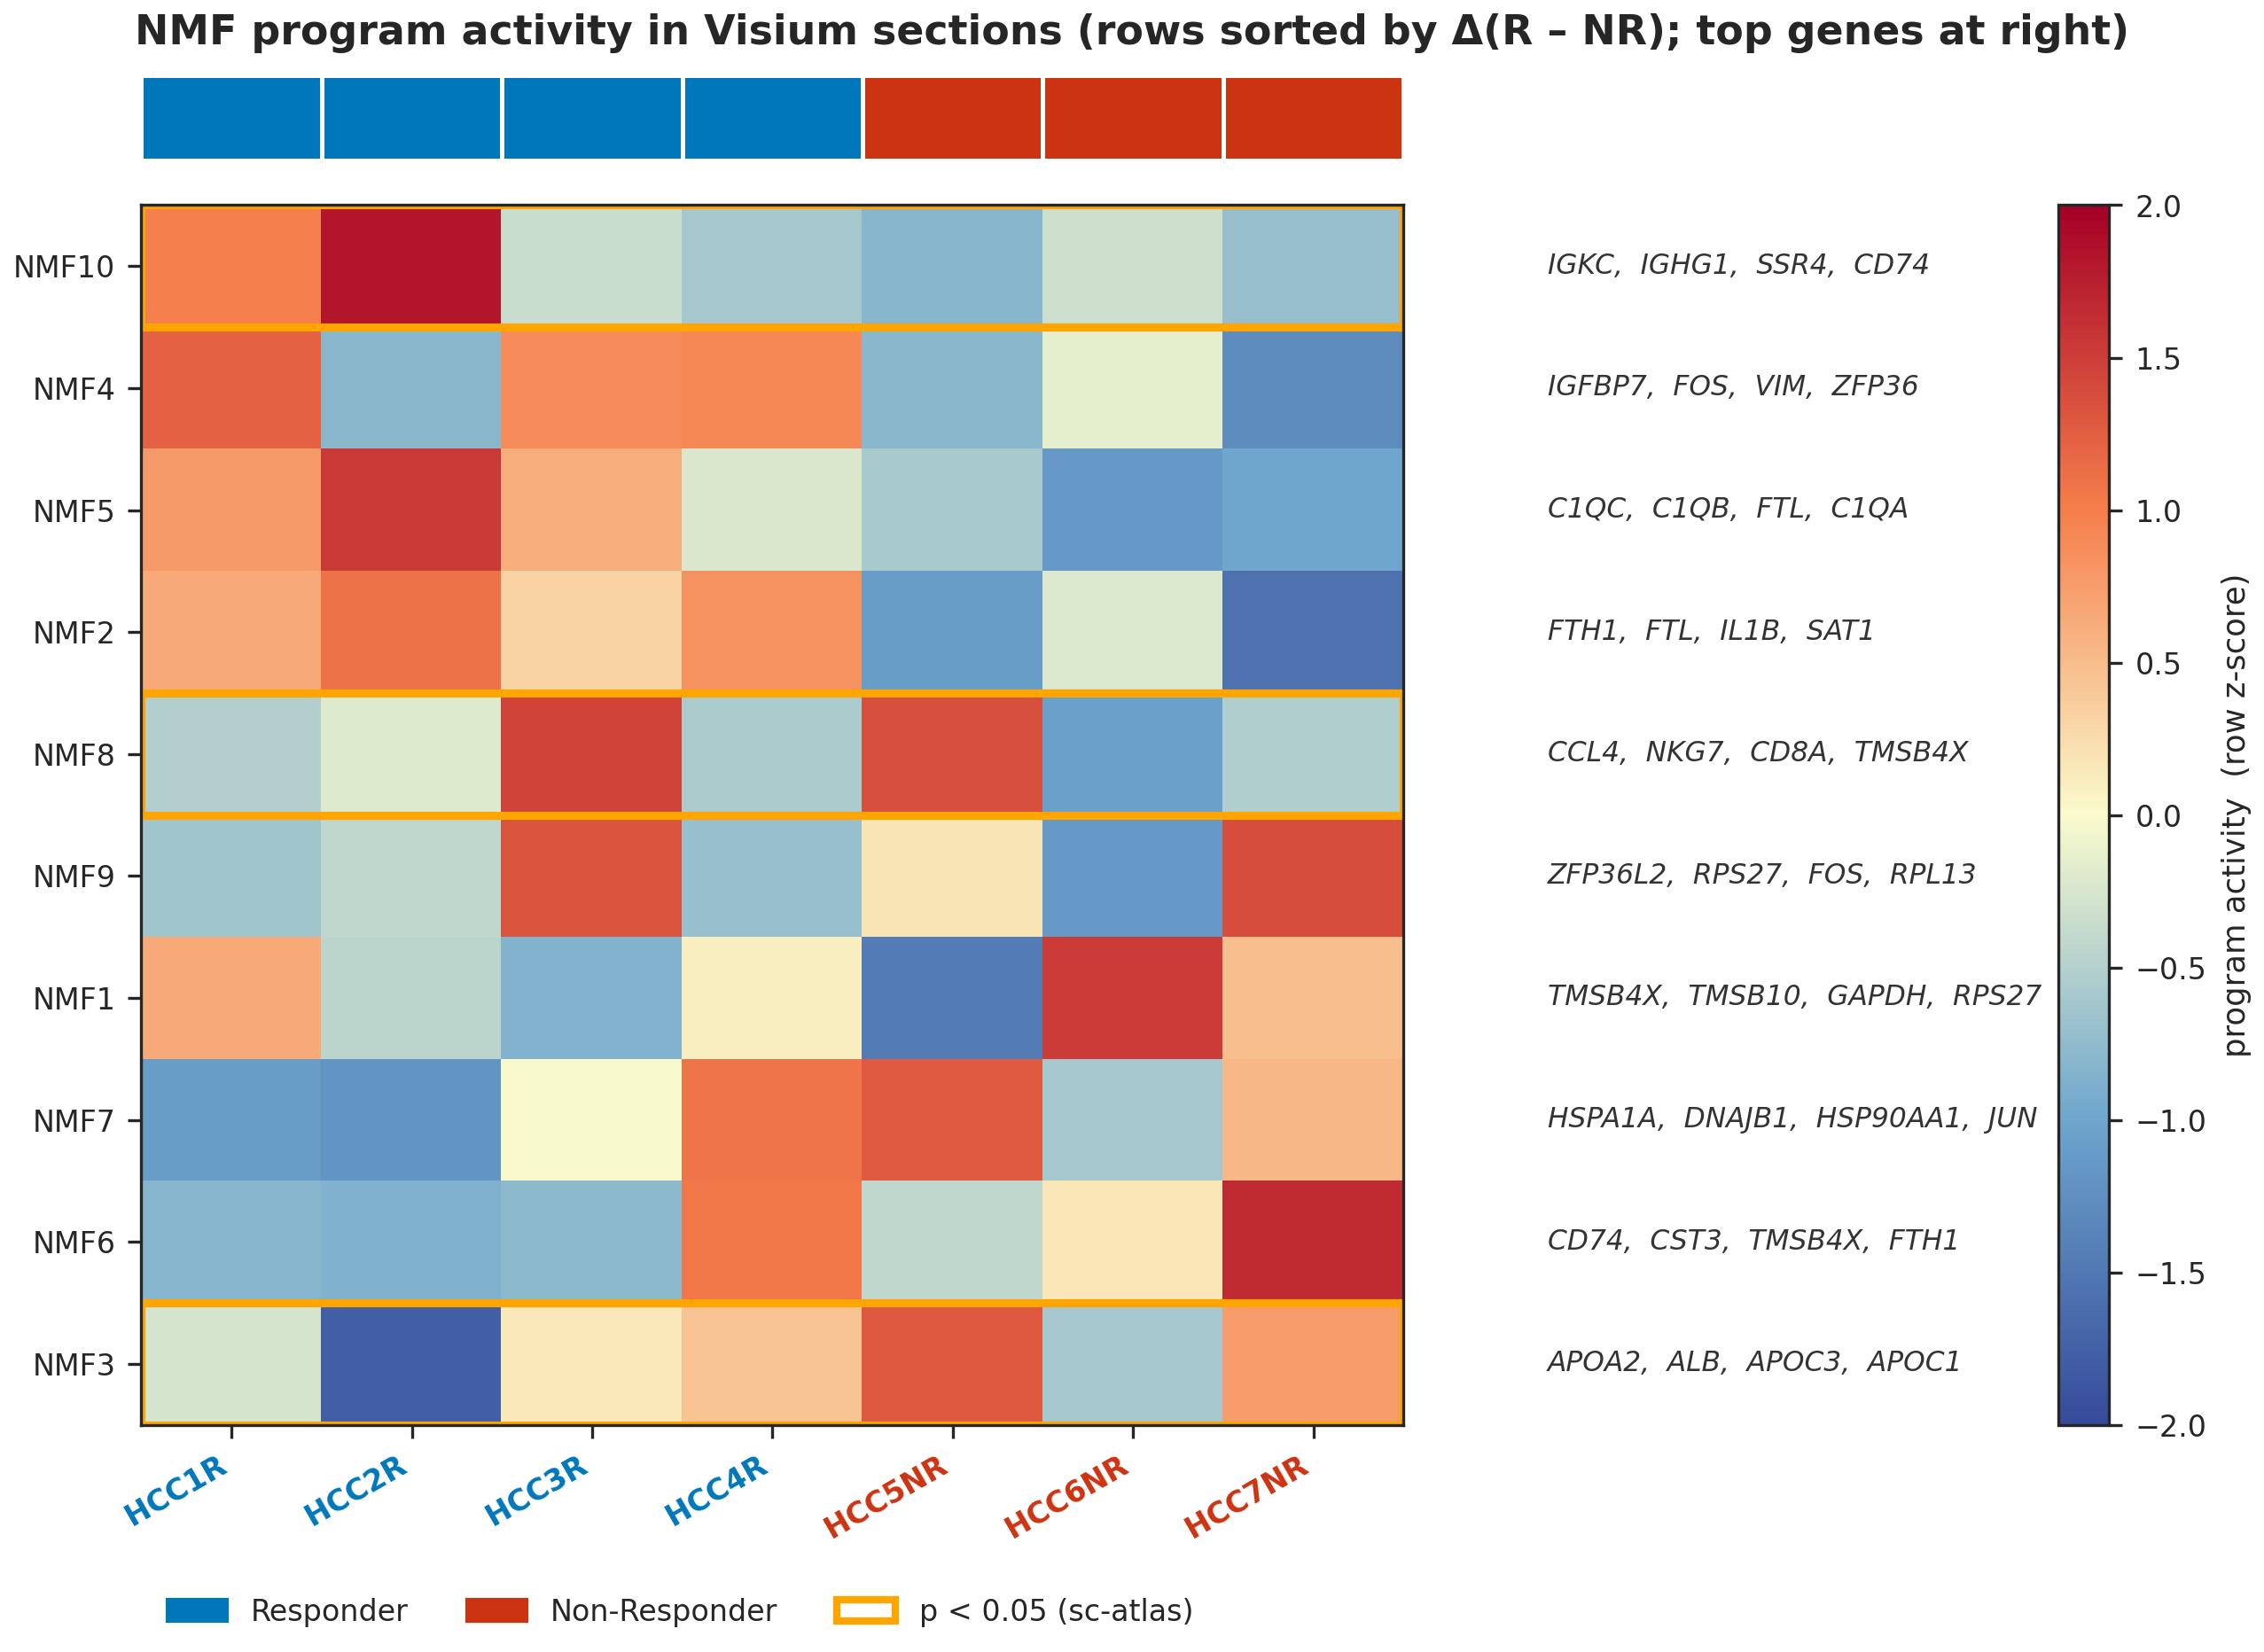 NMF program activity in Visium sections (rows sorted by Δ(R – NR); top genes at right)
NMF10
NMF4
NMF5
NMF2
NMF8
NMF9
NMF1
NMF7
NMF6
NMF3
IGKC, IGHG1, SSR4, CD74
IGFBP7, FOS, VIM, ZFP36
C1QC, C1QB, FTL, C1QA
FTH1, FTL, IL1B, SAT1
CCL4, NKG7, CD8A, TMSB4X
ZFP36L2, RPS27, FOS, RPL13
TMSB4X, TMSB10, GAPDH, RPS27
HSPA1A, DNAJB1, HSP90AA1, JUN
CD74, CST3, TMSB4X, FTH1
APOA2, ALB, APOC3, APOC1
2.0
1.5
1.0
0.5
0.0
−0.5
−1.0
−1.5
−2.0
program activity (row z-score)
HCC1R
HCC2R
HCC3R
HCC4R
HCC5NR
HCC6NR
HCC7NR
Responder
Non-Responder
p < 0.05 (sc-atlas)